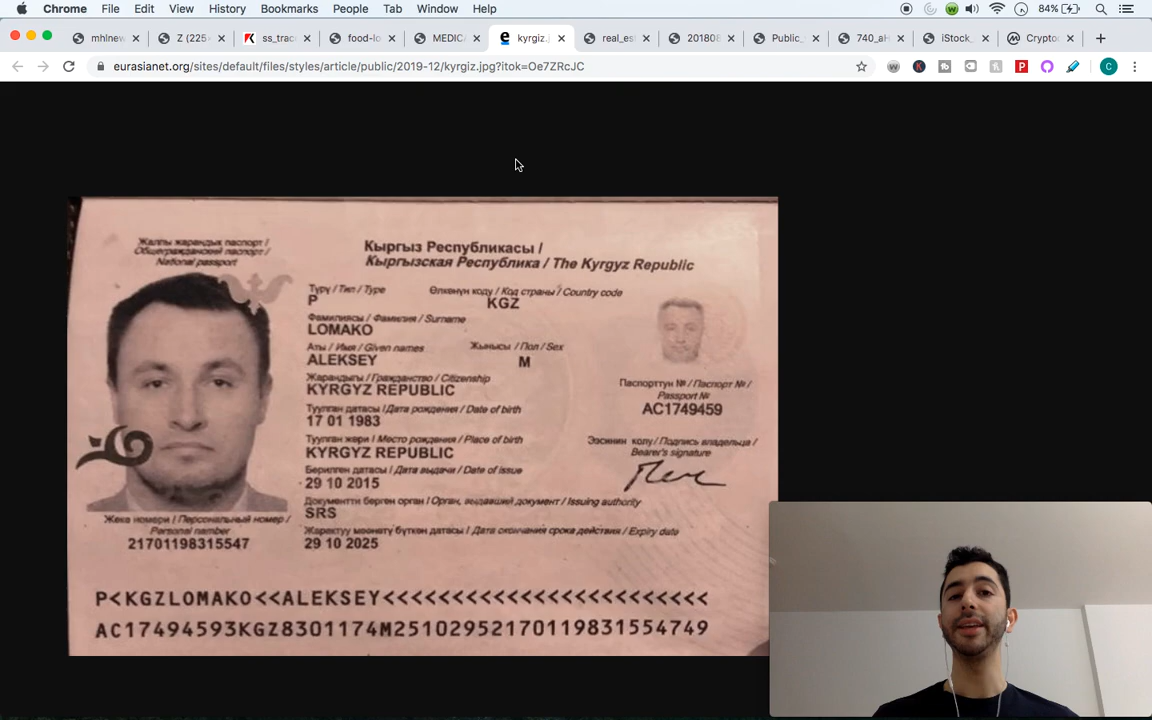 Chrome File Edit View History Bookmarks People Tab Window Help 84%
mhlnew Z (225 ss_trac food-lo MEDIC kyrgiz.j real_es 201808 Public_ 740_aH iStock_ Crypto
eurasianet.org/sites/default/files/styles/article/public/2019-12/kyrgiz.jpg?itok=Oe7ZRcJC
Жалпы жарандык паспорт /
Общегражданский паспорт /
National passport
Кыргыз Республикасы /
Кыргызская Республика / The Kyrgyz Republic
Түрү / Тип / Type
P
Өлкөнүн коду / Код страны / Country code
KGZ
Фамилиясы / Фамилия / Surname
LOMAKO
Аты / Имя / Given names
ALEKSEY
Жынысы / Пол / Sex
M
Жарандыгы / Гражданство / Citizenship
KYRGYZ REPUBLIC
Туулган датасы / Дата рождения / Date of birth
17 01 1983
Туулган жери / Место рождения / Place of birth
KYRGYZ REPUBLIC
Берилген датасы / Дата выдачи / Date of issue
29 10 2015
Документти берген орган / Орган, выдавший документ / Issuing authority
SRS
Жарактуу мөөнөтү бүткөн датасы / Дата окончания срока действия / Expiry date
29 10 2025
Паспорттун № / Паспорт № /
Passport №
AC1749459
Ээсинин колу / Подпись владельца /
Bearer's signature
Жеке номери / Персональный номер /
Personal number
21701198315547
P<KGZLOMAKO<<ALEKSEY<<<<<<<<<<<<<<<<<<<<<<<<
AC17494593KGZ8301174M2510295217011983155​4749